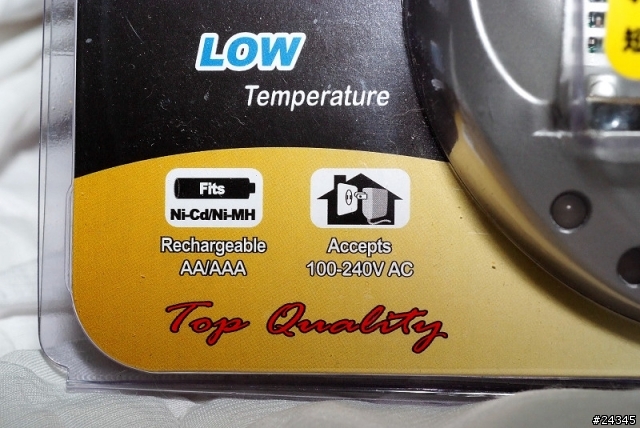 LOW
Temperature
Fits
Ni-Cd/Ni-MH
Rechargeable
AA/AAA
Accepts
100-240V AC
Top Quality
#24345